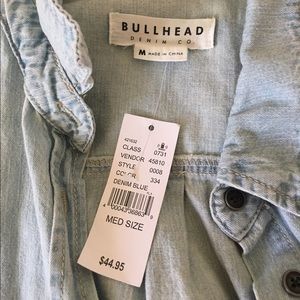 BULLHEAD
DENIM CO.
M MADE IN CHINA
421632
CLASS 0731
VENDOR 45810
STYLE 0008
COLOR 334
DENIM BLUE
MED SIZE
$44.95